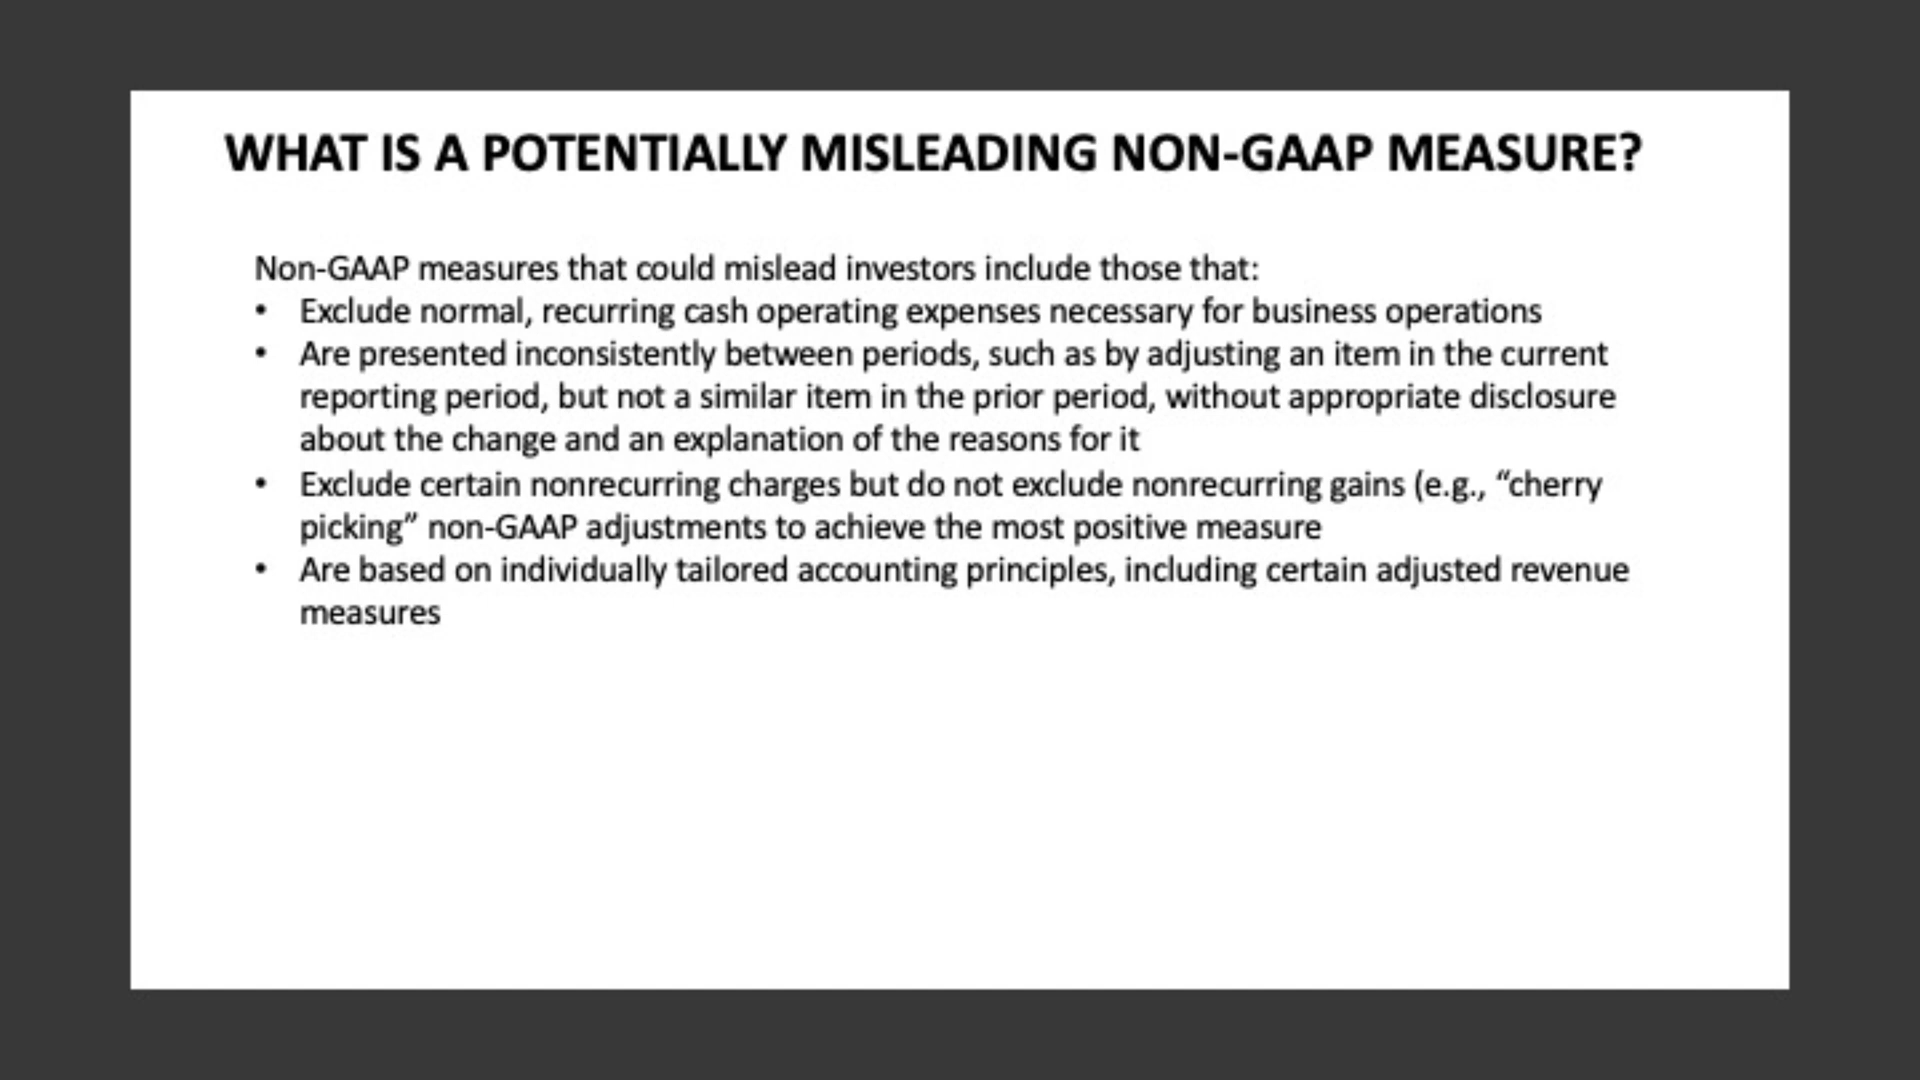 WHAT IS A POTENTIALLY MISLEADING NON-GAAP MEASURE?
Non-GAAP measures that could mislead investors include those that:
• Exclude normal, recurring cash operating expenses necessary for business operations
• Are presented inconsistently between periods, such as by adjusting an item in the current
reporting period, but not a similar item in the prior period, without appropriate disclosure
about the change and an explanation of the reasons for it
• Exclude certain nonrecurring charges but do not exclude nonrecurring gains (e.g., “cherry
picking” non-GAAP adjustments to achieve the most positive measure
• Are based on individually tailored accounting principles, including certain adjusted revenue
measures